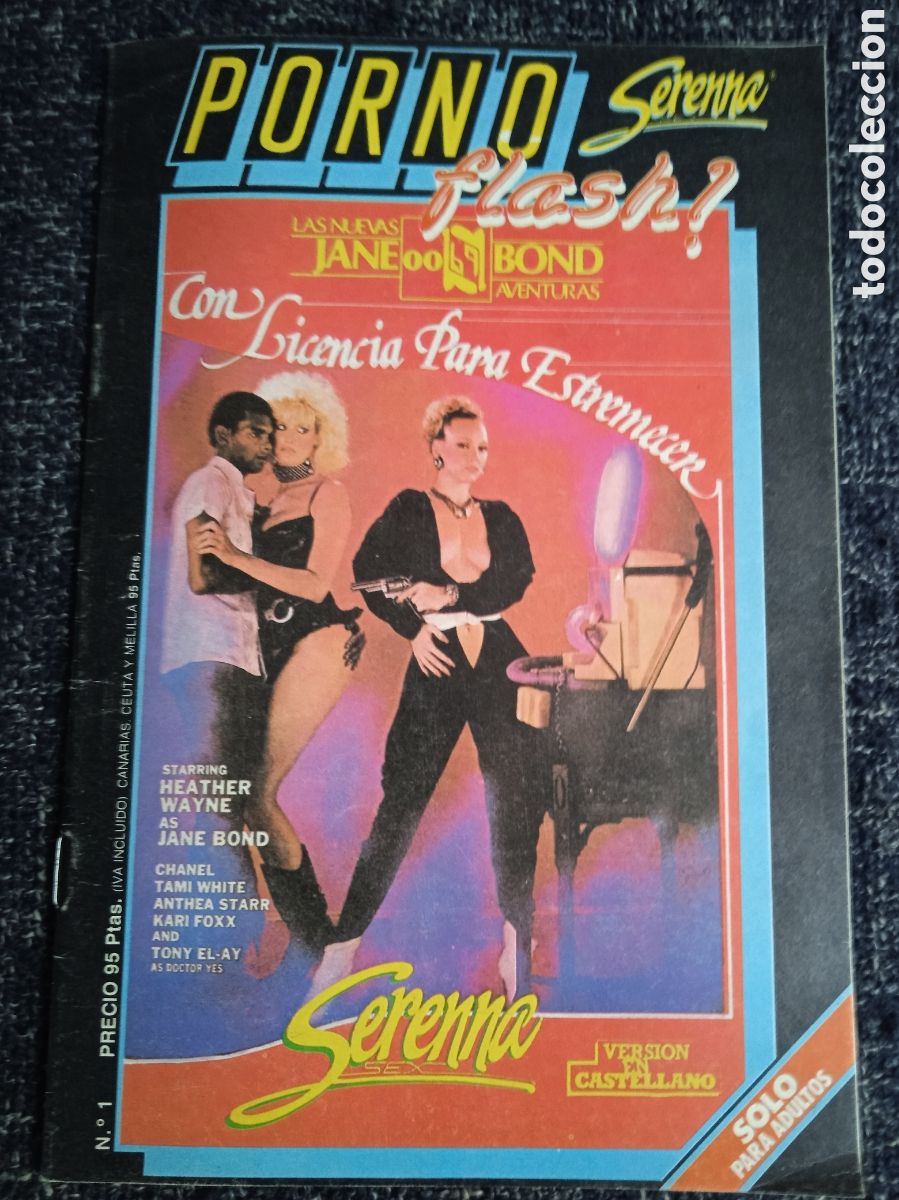 PORNO
Serenna
flash!
LAS NUEVAS
JANE 0069 BOND
AVENTURAS
Con Licencia Para Estremecer
STARRING
HEATHER
WAYNE
AS
JANE BOND
CHANEL
TAMI WHITE
ANTHEA STARR
KARI FOXX
AND
TONY EL-AY
AS DOCTOR YES
Serenna
SEX
VERSION
EN
CASTELLANO
SOLO
PARA ADULTOS
N.º 1 PRECIO 95 Ptas. (IVA INCLUIDO) CANARIAS, CEUTA Y MELILLA 95 Ptas.
todocoleccion